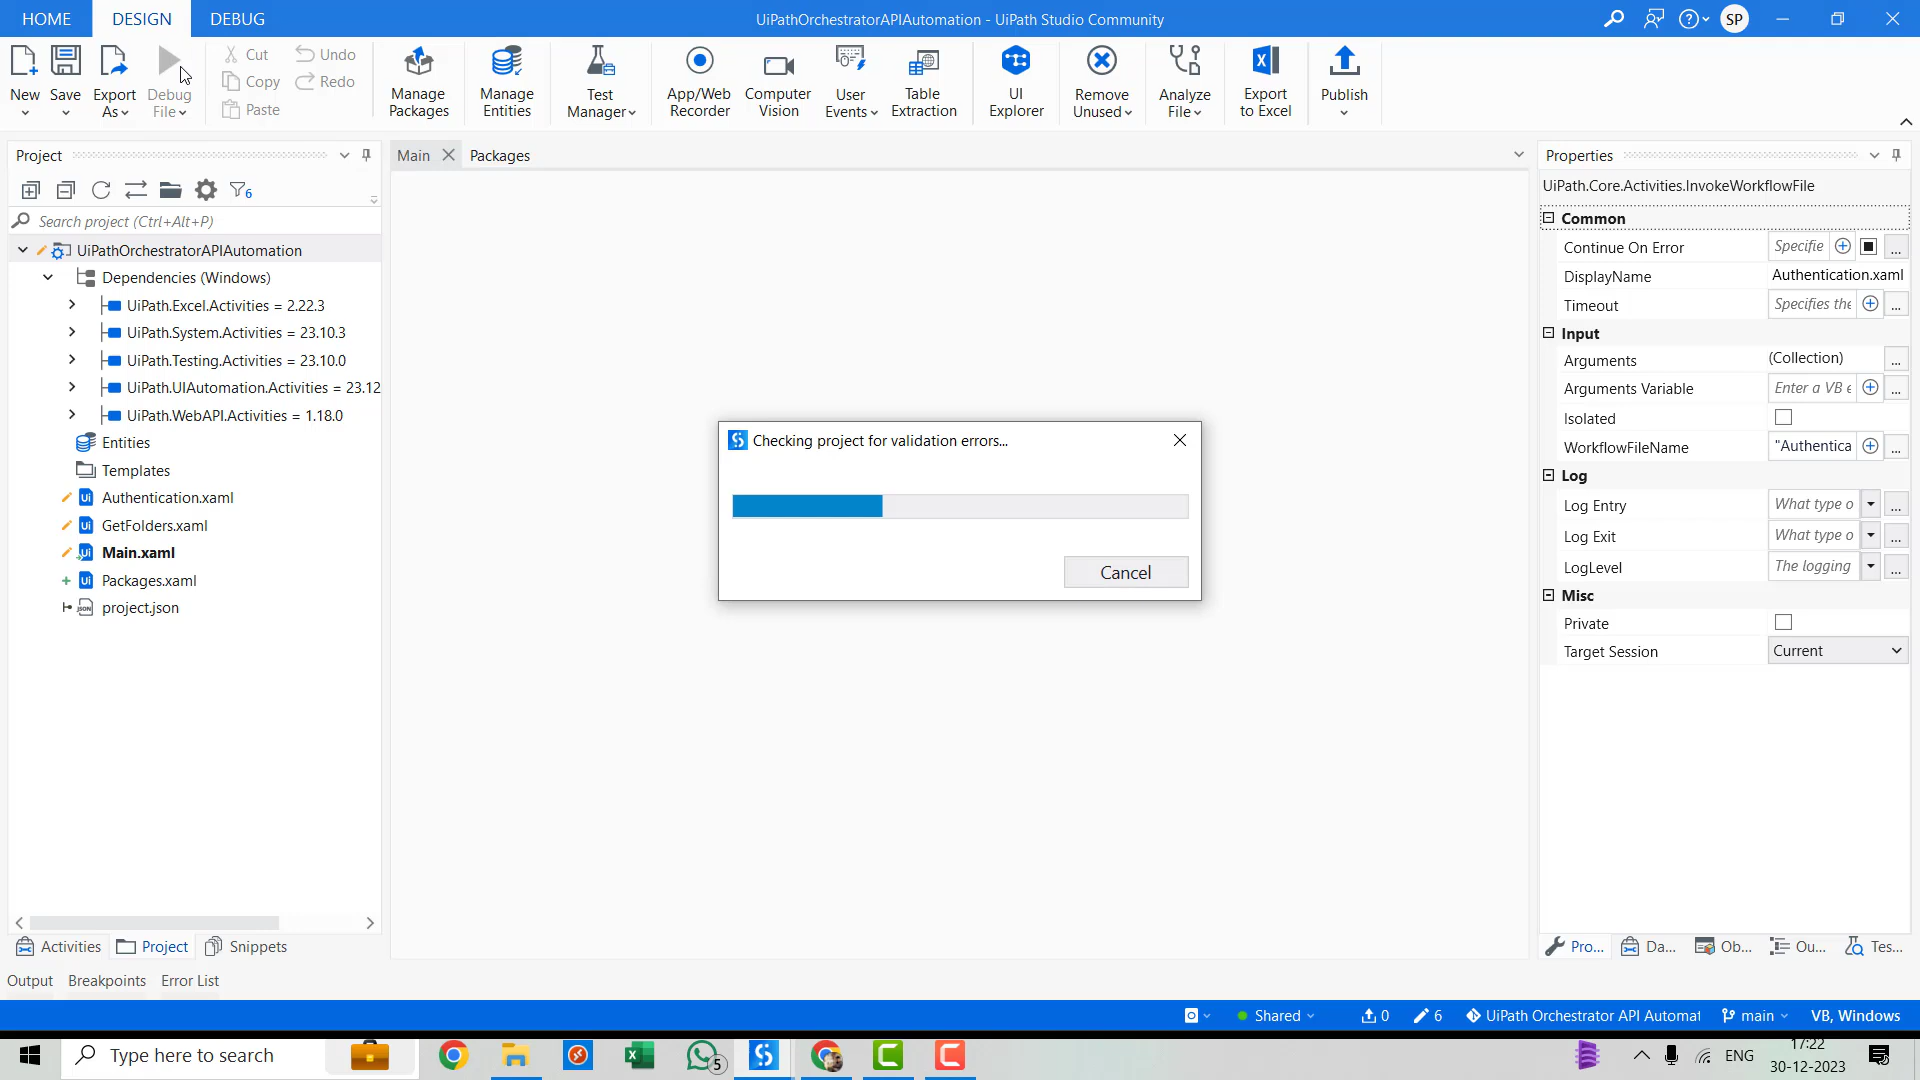 HOME
DESIGN
DEBUG
UiPathOrchestratorAPIAutomation - UiPath Studio Community
SP
New
Save
Export As
Debug File
Cut
Copy
Paste
Undo
Redo
Manage Packages
Manage Entities
Test Manager
App/Web Recorder
Computer Vision
User Events
Table Extraction
UI Explorer
Remove Unused
Analyze File
Export to Excel
Publish
Project
6
Search project (Ctrl+Alt+P)
UiPathOrchestratorAPIAutomation
Dependencies (Windows)
UiPath.Excel.Activities = 2.22.3
UiPath.System.Activities = 23.10.3
UiPath.Testing.Activities = 23.10.0
UiPath.UIAutomation.Activities = 23.12
UiPath.WebAPI.Activities = 1.18.0
Entities
Templates
Authentication.xaml
GetFolders.xaml
Main.xaml
Packages.xaml
project.json
Activities
Project
Snippets
Main
Packages
Checking project for validation errors...
Cancel
Properties
UiPath.Core.Activities.InvokeWorkflowFile
Common
Continue On Error Specifie ...
DisplayName Authentication.xaml
Timeout Specifies the ...
Input
Arguments (Collection) ...
Arguments Variable Enter a VB e ...
Isolated
WorkflowFileName "Authentica ...
Log
Log Entry What type o ...
Log Exit What type o ...
LogLevel The logging ...
Misc
Private
Target Session Current
Pro...
Da...
Ob...
Ou...
Tes...
Output
Breakpoints
Error List
Shared
0
6
UiPath Orchestrator API Automat
main
VB, Windows
Type here to search
5
ENG
17:22
30-12-2023